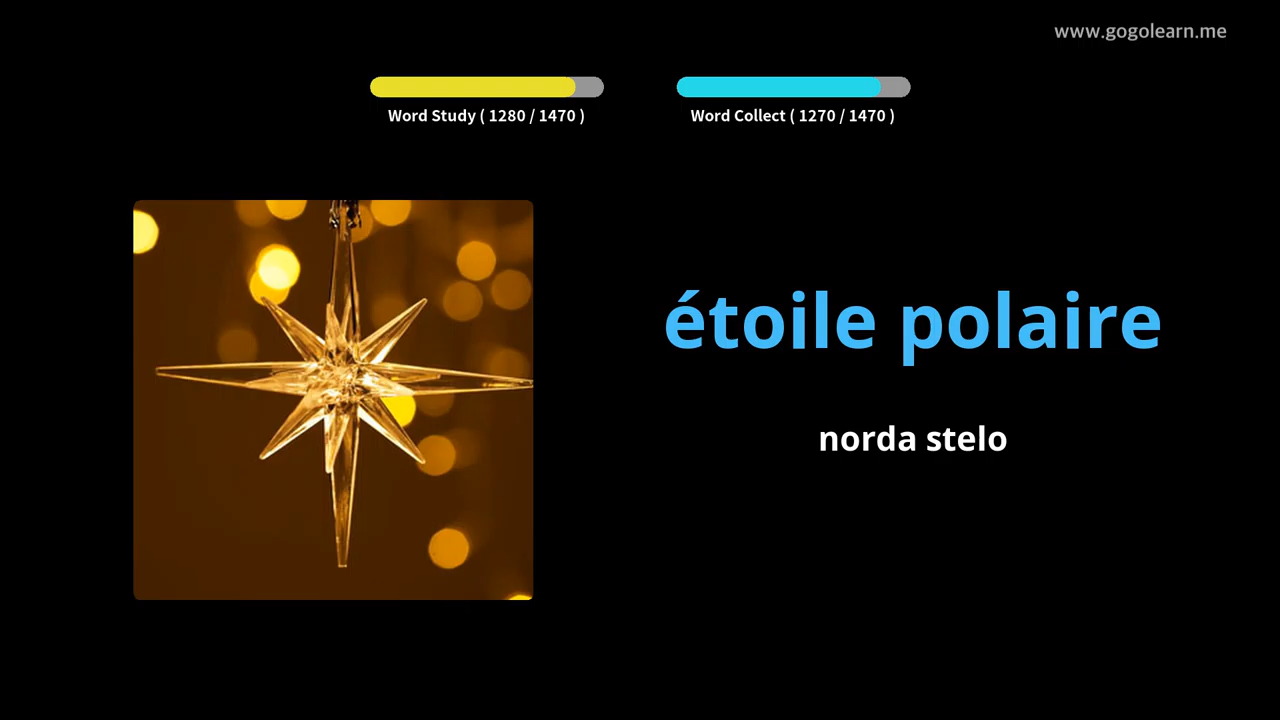 www.gogolearn.me
Word Study ( 1280 / 1470 )
Word Collect ( 1270 / 1470 )
étoile polaire
norda stelo